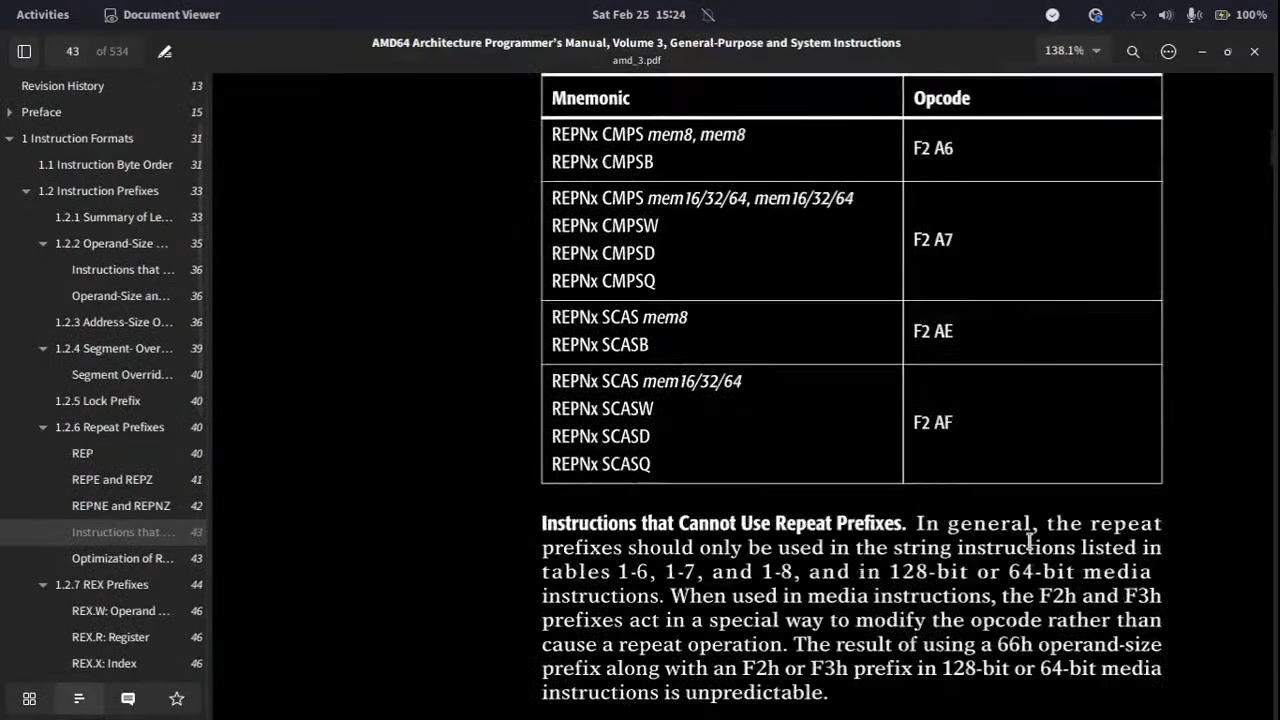 Activities
Document Viewer
Sat Feb 25 15:24
100%
43 of 534
AMD64 Architecture Programmer's Manual, Volume 3, General-Purpose and System Instructions
amd_3.pdf
138.1%
Revision History 13
Preface 15
1 Instruction Formats 31
1.1 Instruction Byte Order 31
1.2 Instruction Prefixes 33
1.2.1 Summary of Le... 33
1.2.2 Operand-Size ... 35
Instructions that ... 36
Operand-Size an... 36
1.2.3 Address-Size O... 36
1.2.4 Segment- Over... 39
Segment Overrid... 40
1.2.5 Lock Prefix 40
1.2.6 Repeat Prefixes 40
REP 40
REPE and REPZ 41
REPNE and REPNZ 42
Instructions that ... 43
Optimization of R... 43
1.2.7 REX Prefixes 44
REX.W: Operand ... 46
REX.R: Register 46
REX.X: Index 46
Mnemonic Opcode
REPNx CMPS mem8, mem8
REPNx CMPSB
F2 A6
REPNx CMPS mem16/32/64, mem16/32/64
REPNx CMPSW
REPNx CMPSD
REPNx CMPSQ
F2 A7
REPNx SCAS mem8
REPNx SCASB
F2 AE
REPNx SCAS mem16/32/64
REPNx SCASW
REPNx SCASD
REPNx SCASQ
F2 AF
Instructions that Cannot Use Repeat Prefixes. In general, the repeat
prefixes should only be used in the string instructions listed in
tables 1-6, 1-7, and 1-8, and in 128-bit or 64-bit media
instructions. When used in media instructions, the F2h and F3h
prefixes act in a special way to modify the opcode rather than
cause a repeat operation. The result of using a 66h operand-size
prefix along with an F2h or F3h prefix in 128-bit or 64-bit media
instructions is unpredictable.